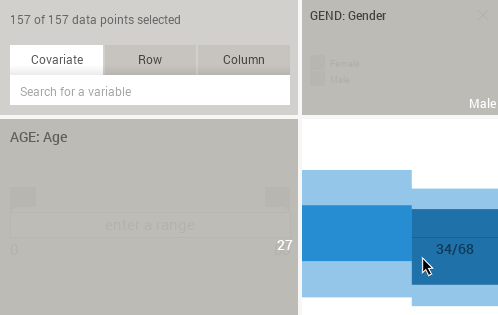 157 of 157 data points selected
GEND: Gender
Covariate Row Column
Female
Male
Search for a variable
Male
AGE: Age
enter a range
27
0
34/68